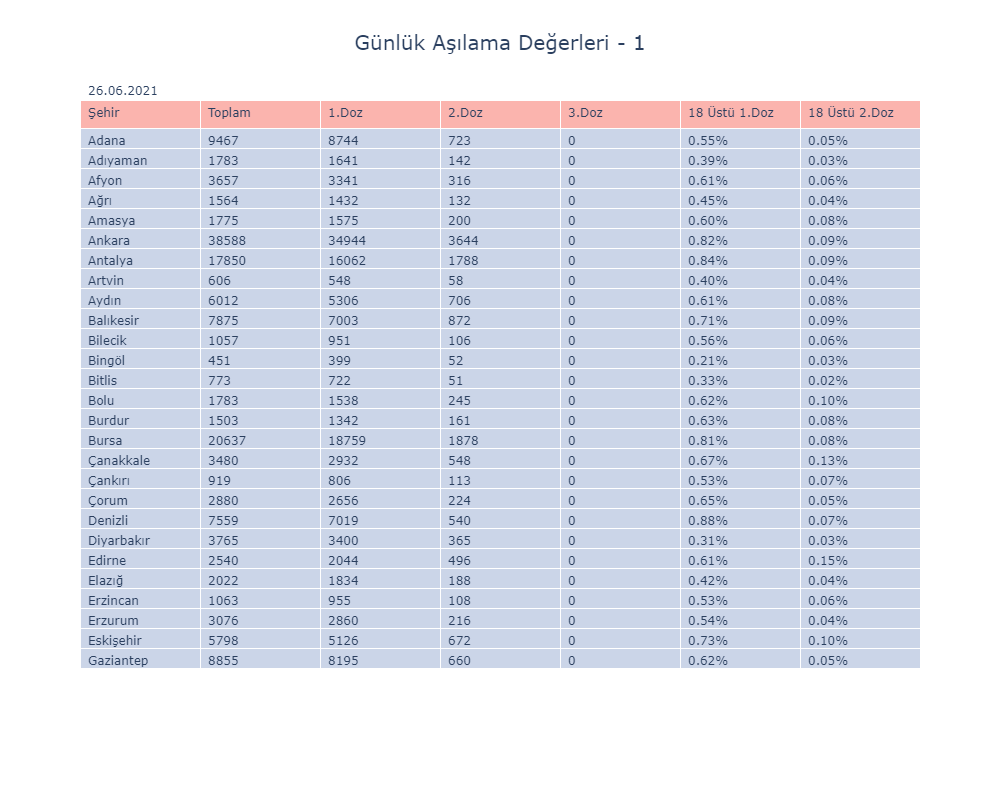 Günlük Aşılama Değerleri - 1
26.06.2021
Şehir Toplam 1.Doz 2.Doz 3.Doz 18 Üstü 1.Doz 18 Üstü 2.Doz
Adana 9467 8744 723 0 0.55% 0.05%
Adıyaman 1783 1641 142 0 0.39% 0.03%
Afyon 3657 3341 316 0 0.61% 0.06%
Ağrı 1564 1432 132 0 0.45% 0.04%
Amasya 1775 1575 200 0 0.60% 0.08%
Ankara 38588 34944 3644 0 0.82% 0.09%
Antalya 17850 16062 1788 0 0.84% 0.09%
Artvin 606 548 58 0 0.40% 0.04%
Aydın 6012 5306 706 0 0.61% 0.08%
Balıkesir 7875 7003 872 0 0.71% 0.09%
Bilecik 1057 951 106 0 0.56% 0.06%
Bingöl 451 399 52 0 0.21% 0.03%
Bitlis 773 722 51 0 0.33% 0.02%
Bolu 1783 1538 245 0 0.62% 0.10%
Burdur 1503 1342 161 0 0.63% 0.08%
Bursa 20637 18759 1878 0 0.81% 0.08%
Çanakkale 3480 2932 548 0 0.67% 0.13%
Çankırı 919 806 113 0 0.53% 0.07%
Çorum 2880 2656 224 0 0.65% 0.05%
Denizli 7559 7019 540 0 0.88% 0.07%
Diyarbakır 3765 3400 365 0 0.31% 0.03%
Edirne 2540 2044 496 0 0.61% 0.15%
Elazığ 2022 1834 188 0 0.42% 0.04%
Erzincan 1063 955 108 0 0.53% 0.06%
Erzurum 3076 2860 216 0 0.54% 0.04%
Eskişehir 5798 5126 672 0 0.73% 0.10%
Gaziantep 8855 8195 660 0 0.62% 0.05%